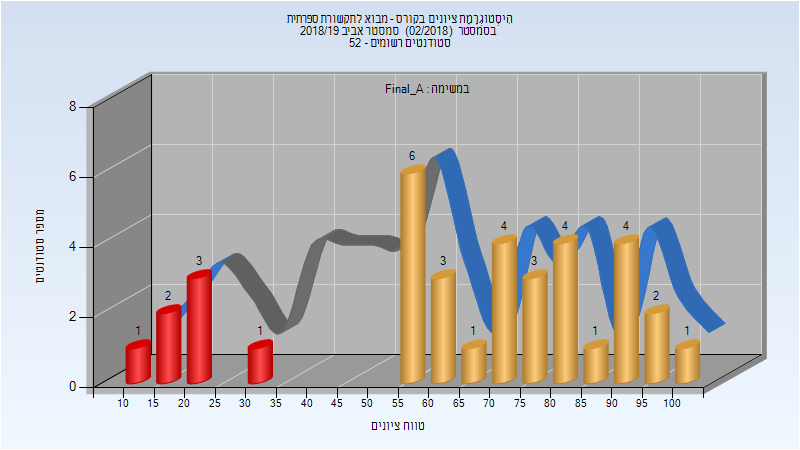 היסטוגרמת ציונים בקורס - מבוא לתקשורת ספרתית
בסמסטר (02/2018) סמסטר אביב 2018/19
סטודנטים רשומים - 52
במשימה : Final_A
מספר סטודנטים
8
6
4
2
0
1
2
3
1
6
3
1
4
3
4
1
4
2
1
10 15 20 25 30 35 40 45 50 55 60 65 70 75 80 85 90 95 100
טווח ציונים